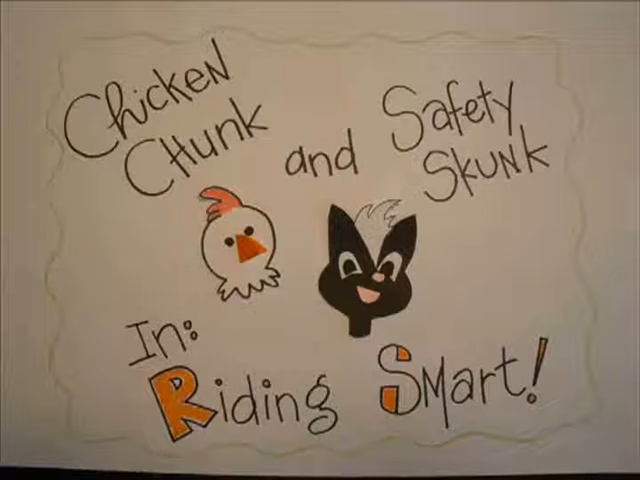 Chicken
Chunk
and
Safety
Skunk
In:
Riding Smart!